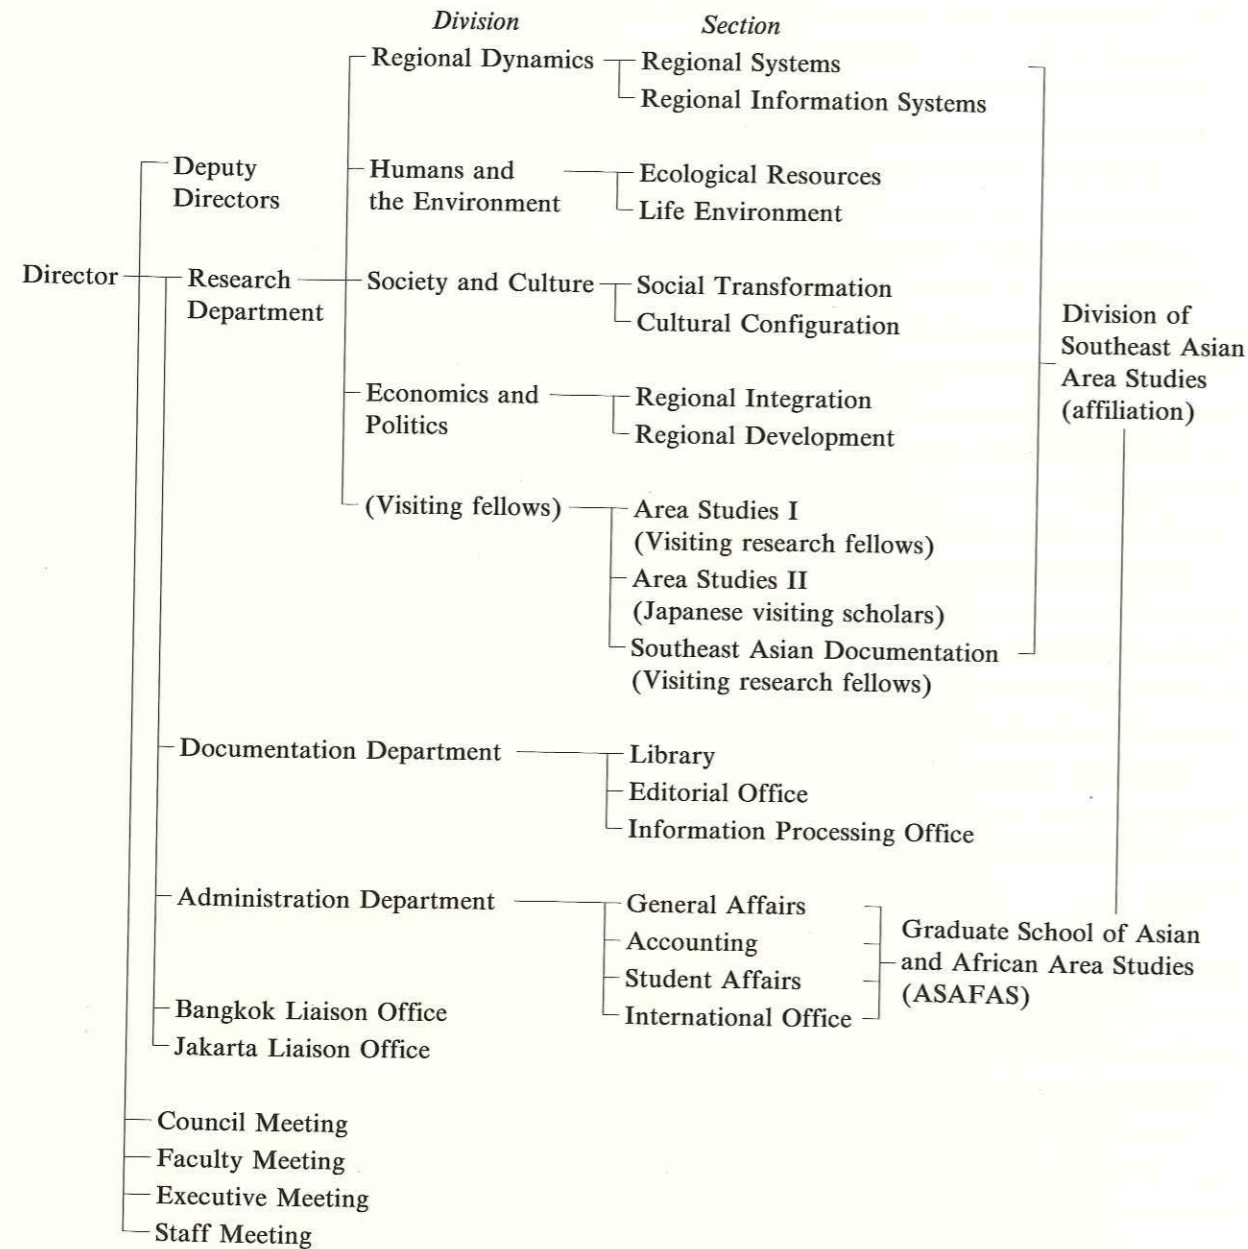 Division
Section
Regional Dynamics
Regional Systems
Regional Information Systems
Deputy
Directors
Humans and
the Environment
Ecological Resources
Life Environment
Director
Research
Department
Society and Culture
Social Transformation
Cultural Configuration
Division of
Southeast Asian
Area Studies
(affiliation)
Economics and
Politics
Regional Integration
Regional Development
(Visiting fellows)
Area Studies I
(Visiting research fellows)
Area Studies II
(Japanese visiting scholars)
Southeast Asian Documentation
(Visiting research fellows)
Documentation Department
Library
Editorial Office
Information Processing Office
Administration Department
General Affairs
Accounting
Student Affairs
International Office
Graduate School of Asian
and African Area Studies
(ASAFAS)
Bangkok Liaison Office
Jakarta Liaison Office
Council Meeting
Faculty Meeting
Executive Meeting
Staff Meeting